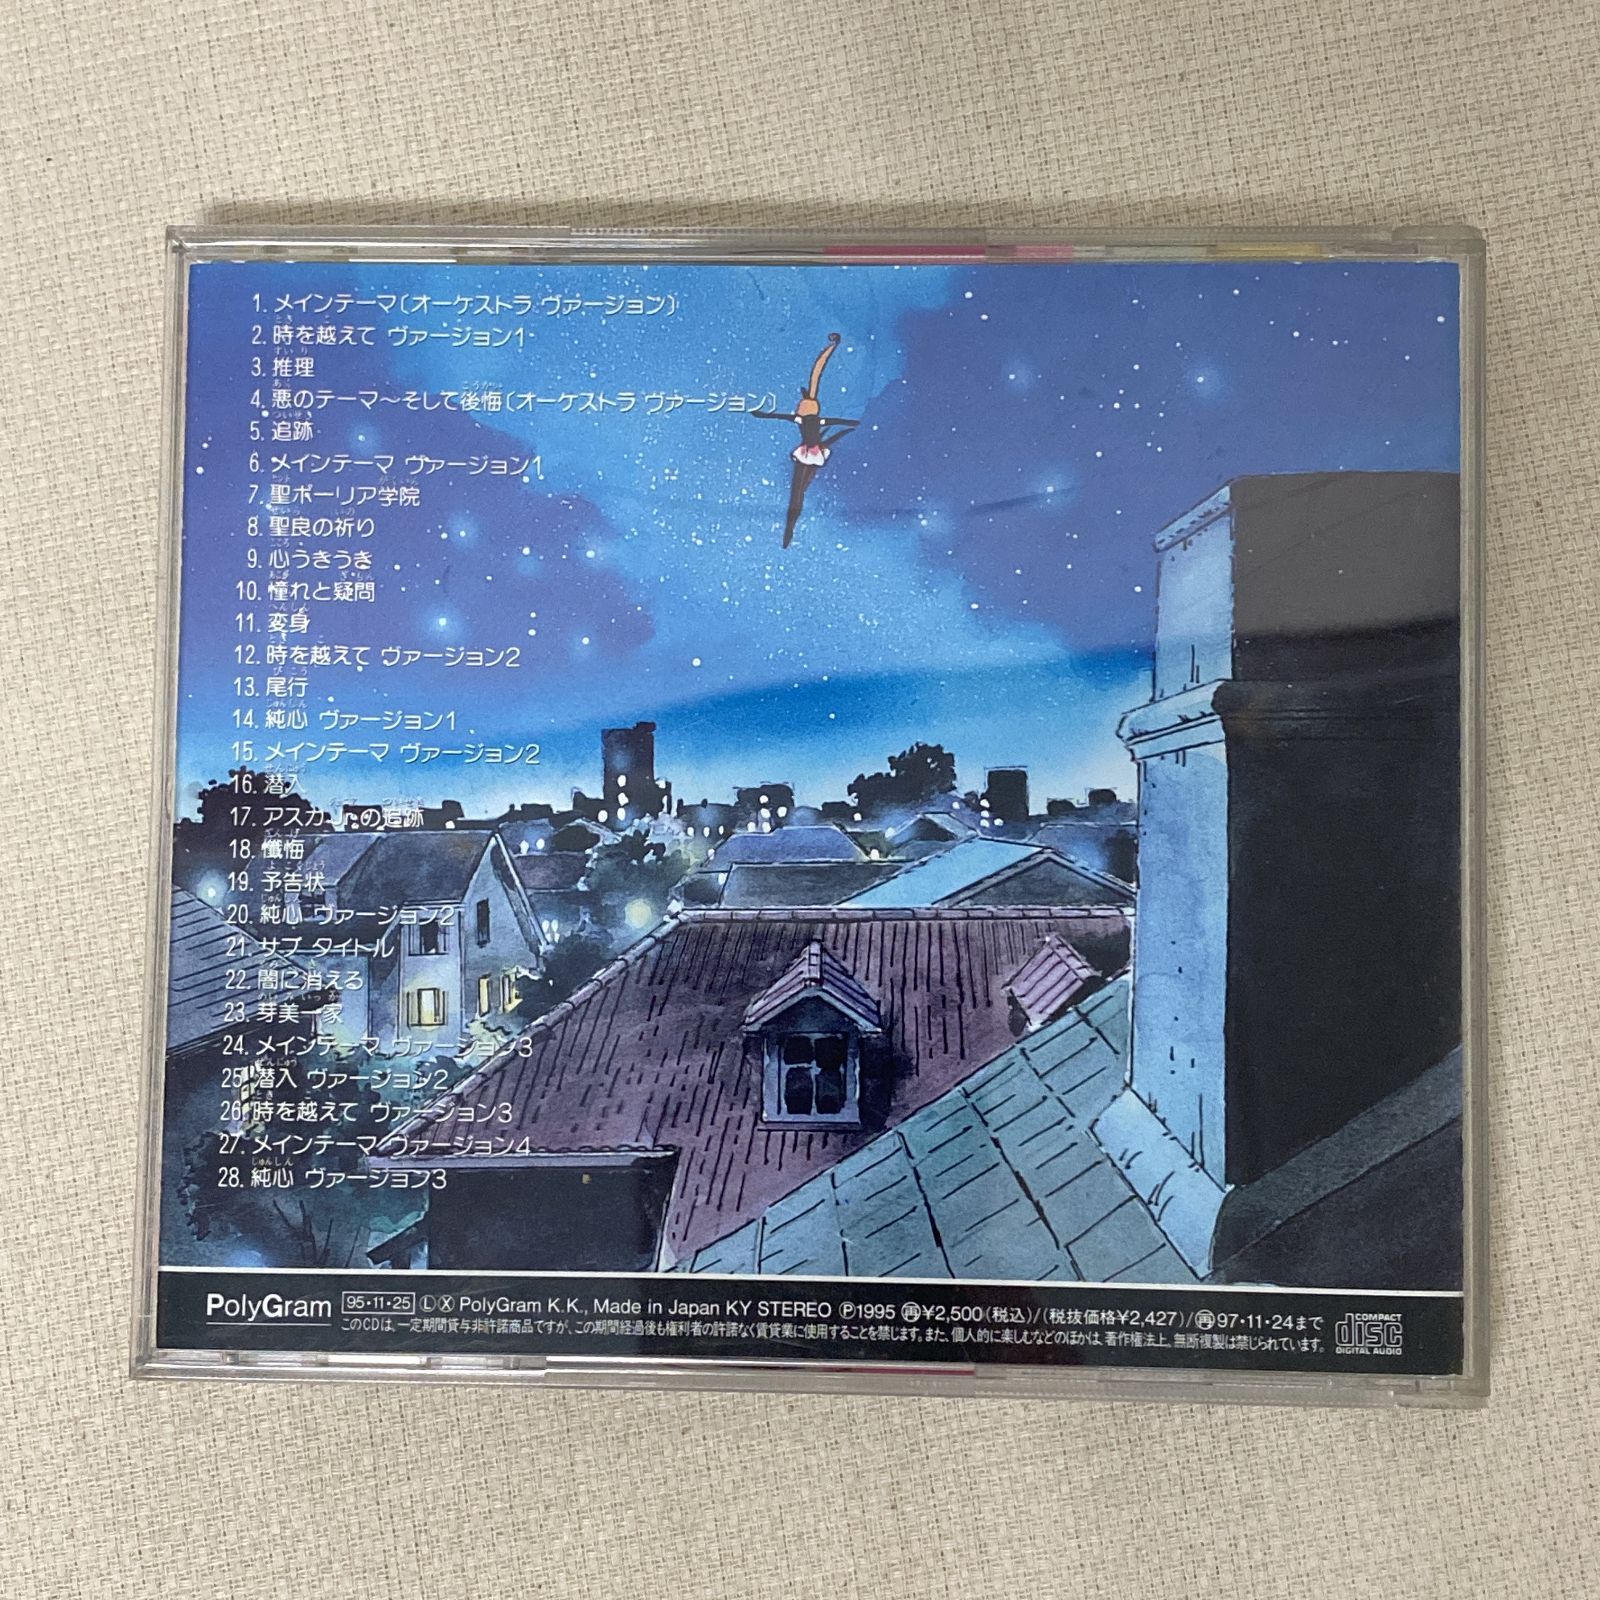 1. メインテーマ〔オーケストラ ヴァージョン〕
2. 時を越えて ヴァージョン1
3. 推理
4. 悪のテーマ〜そして後悔〔オーケストラ ヴァージョン〕
5. 追跡
6. メインテーマ ヴァージョン1
7. 聖ポーリア学院
8. 聖良の祈り
9. 心うきうき
10. 憧れと疑問
11. 変身
12. 時を越えて ヴァージョン2
13. 尾行
14. 純心 ヴァージョン1
15. メインテーマ ヴァージョン2
16. 潜入
17. アスカJr.の追跡
18. 懺悔
19. 予告状
20. 純心 ヴァージョン2
21. サブ タイトル
22. 闇に消える
23. 芽美一家
24. メインテーマ ヴァージョン3
25. 潜入 ヴァージョン2
26. 時を越えて ヴァージョン3
27. メインテーマ ヴァージョン4
28. 純心 ヴァージョン3
PolyGram 95・11・25 Ⓛ Ⓧ PolyGram K.K., Made in Japan KY STEREO Ⓟ1995 再¥2,500(税込)/(税抜価格¥2,427)/再97・11・24まで
このCDは、一定期間貸与非許諾商品ですが、この期間経過後も権利者の許諾なく賃貸業に使用することを禁じます。また、個人的に楽しむなどのほかは、著作権法上、無断複製は禁じられています。
COMPACT disc DIGITAL AUDIO